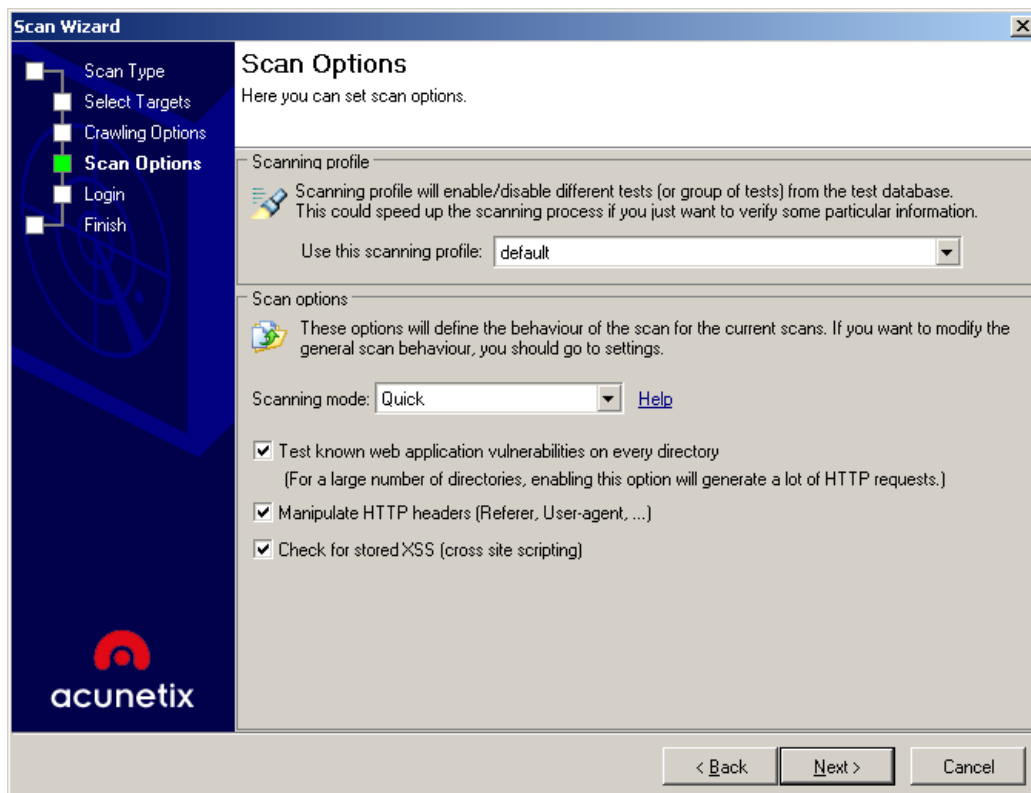 Scan Wizard
Scan Type
Select Targets
Crawling Options
Scan Options
Login
Finish
acunetix
Scan Options
Here you can set scan options.
Scanning profile
Scanning profile will enable/disable different tests (or group of tests) from the test database.
This could speed up the scanning process if you just want to verify some particular information.
Use this scanning profile: default
Scan options
These options will define the behaviour of the scan for the current scans. If you want to modify the
general scan behaviour, you should go to settings.
Scanning mode: Quick Help
Test known web application vulnerabilities on every directory
(For a large number of directories, enabling this option will generate a lot of HTTP requests.)
Manipulate HTTP headers (Referer, User-agent, ...)
Check for stored XSS (cross site scripting)
< Back Next > Cancel